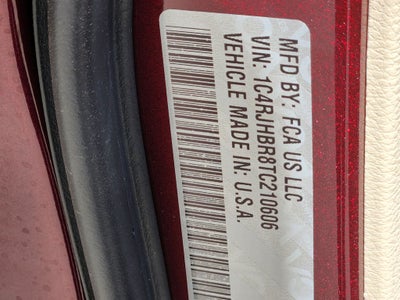 MFD BY: FCA US LLC
VIN: 1C4RJHBR8TC210606
VEHICLE MADE IN: U.S.A.